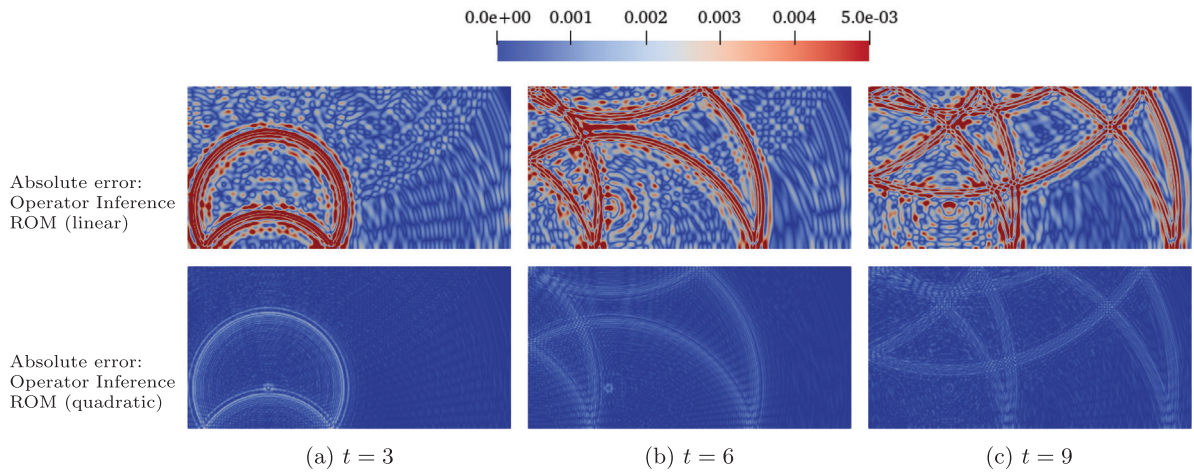 0.0e+00 0.001 0.002 0.003 0.004 5.0e-03
Absolute error:
Operator Inference
ROM (linear)
Absolute error:
Operator Inference
ROM (quadratic)
(a) t = 3
(b) t = 6
(c) t = 9